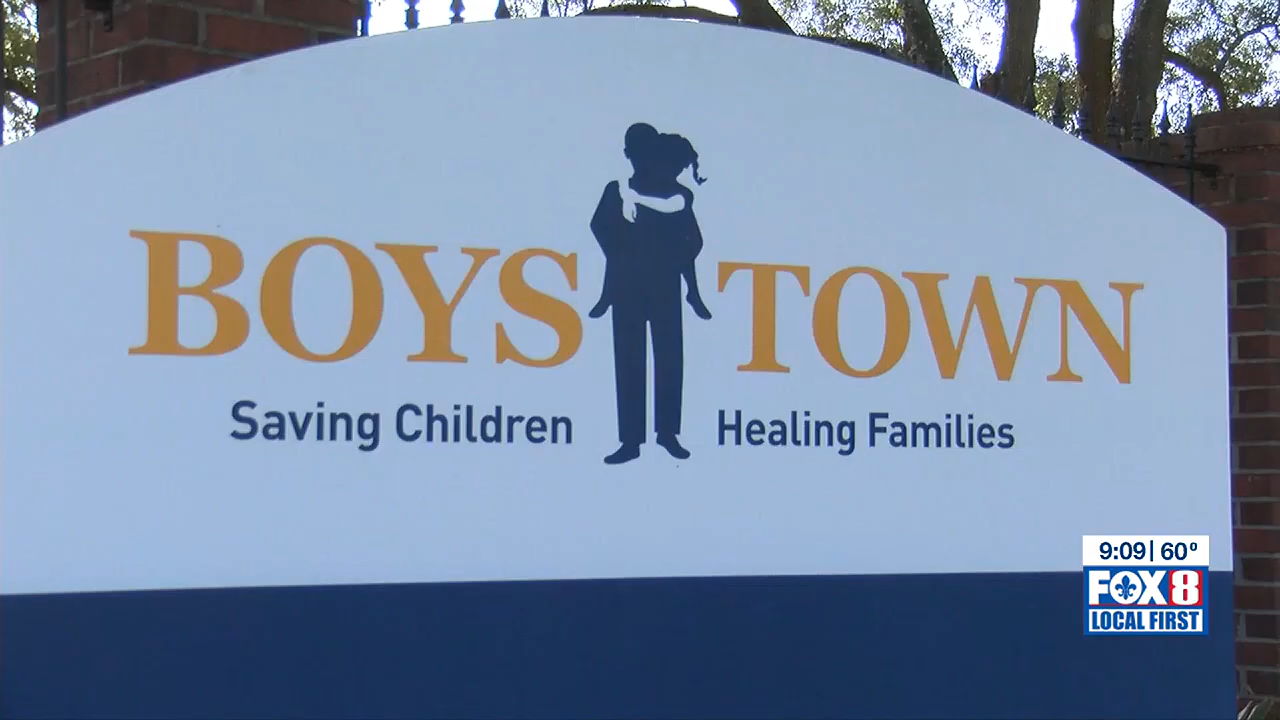 BOYS TOWN
Saving Children Healing Families
9:09 | 60°
FOX 8
LOCAL FIRST